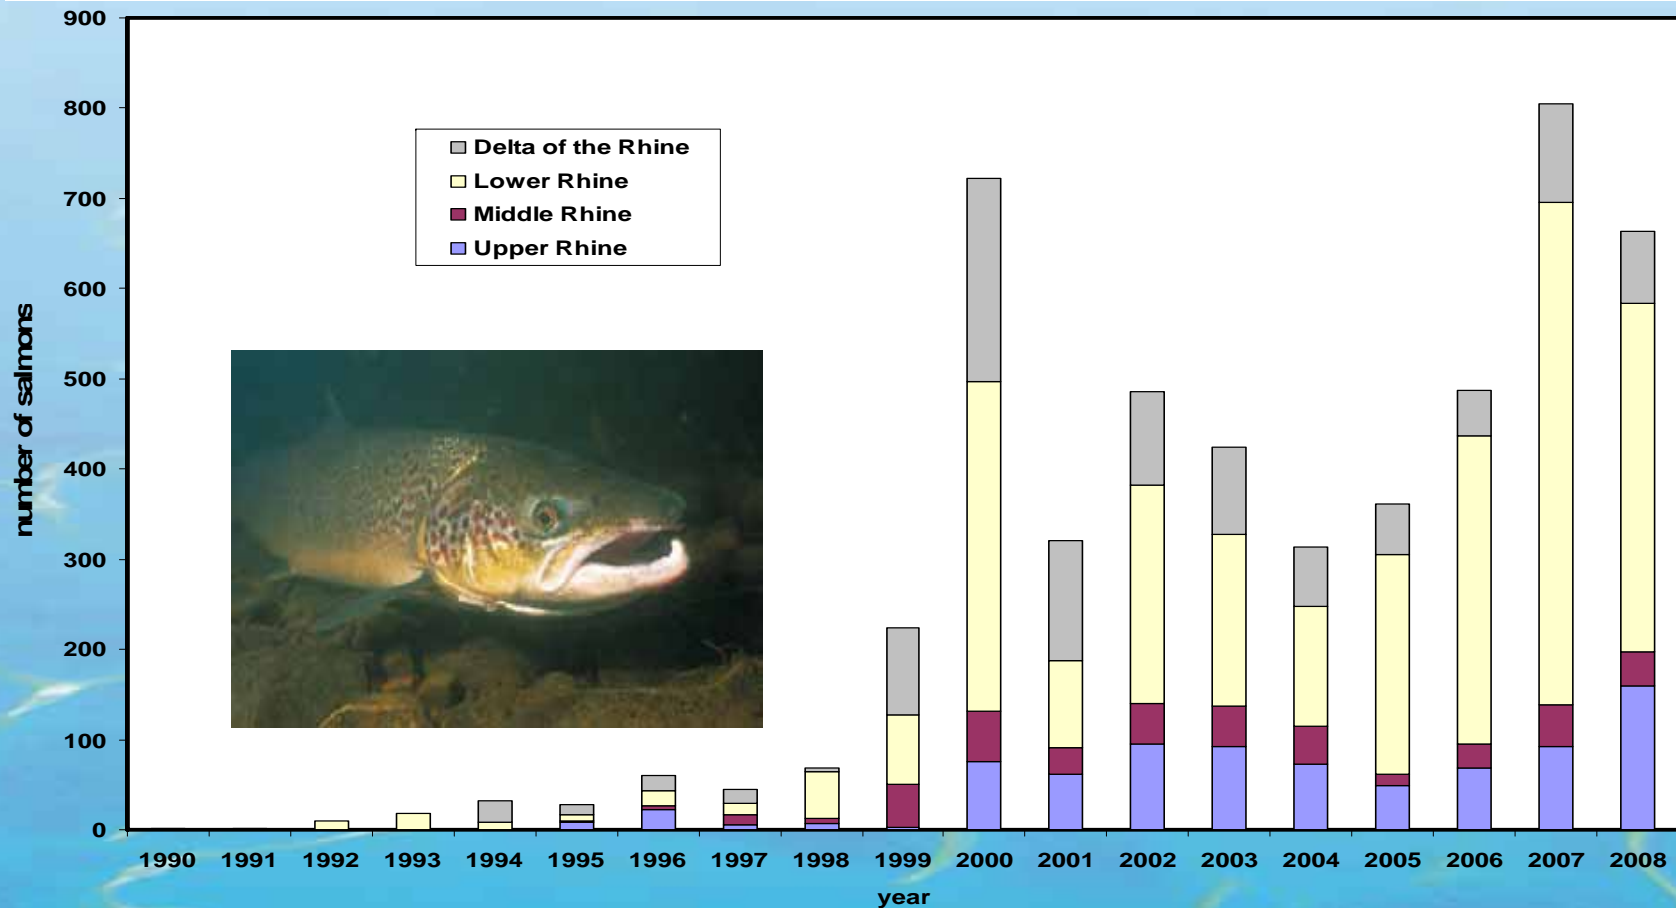 900
800
700
600
500
400
300
200
100
0
number of salmons
Delta of the Rhine
Lower Rhine
Middle Rhine
Upper Rhine
1990 1991 1992 1993 1994 1995 1996 1997 1998 1999 2000 2001 2002 2003 2004 2005 2006 2007 2008
year